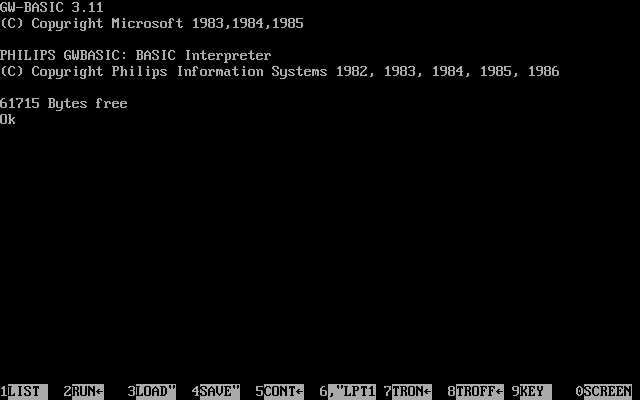 GW-BASIC 3.11
(C) Copyright Microsoft 1983,1984,1985
PHILIPS GWBASIC: BASIC Interpreter
(C) Copyright Philips Information Systems 1982, 1983, 1984, 1985, 1986
61715 Bytes free
Ok
1LIST 2RUN← 3LOAD" 4SAVE" 5CONT← 6,"LPT1 7TRON← 8TROFF← 9KEY 0SCREEN